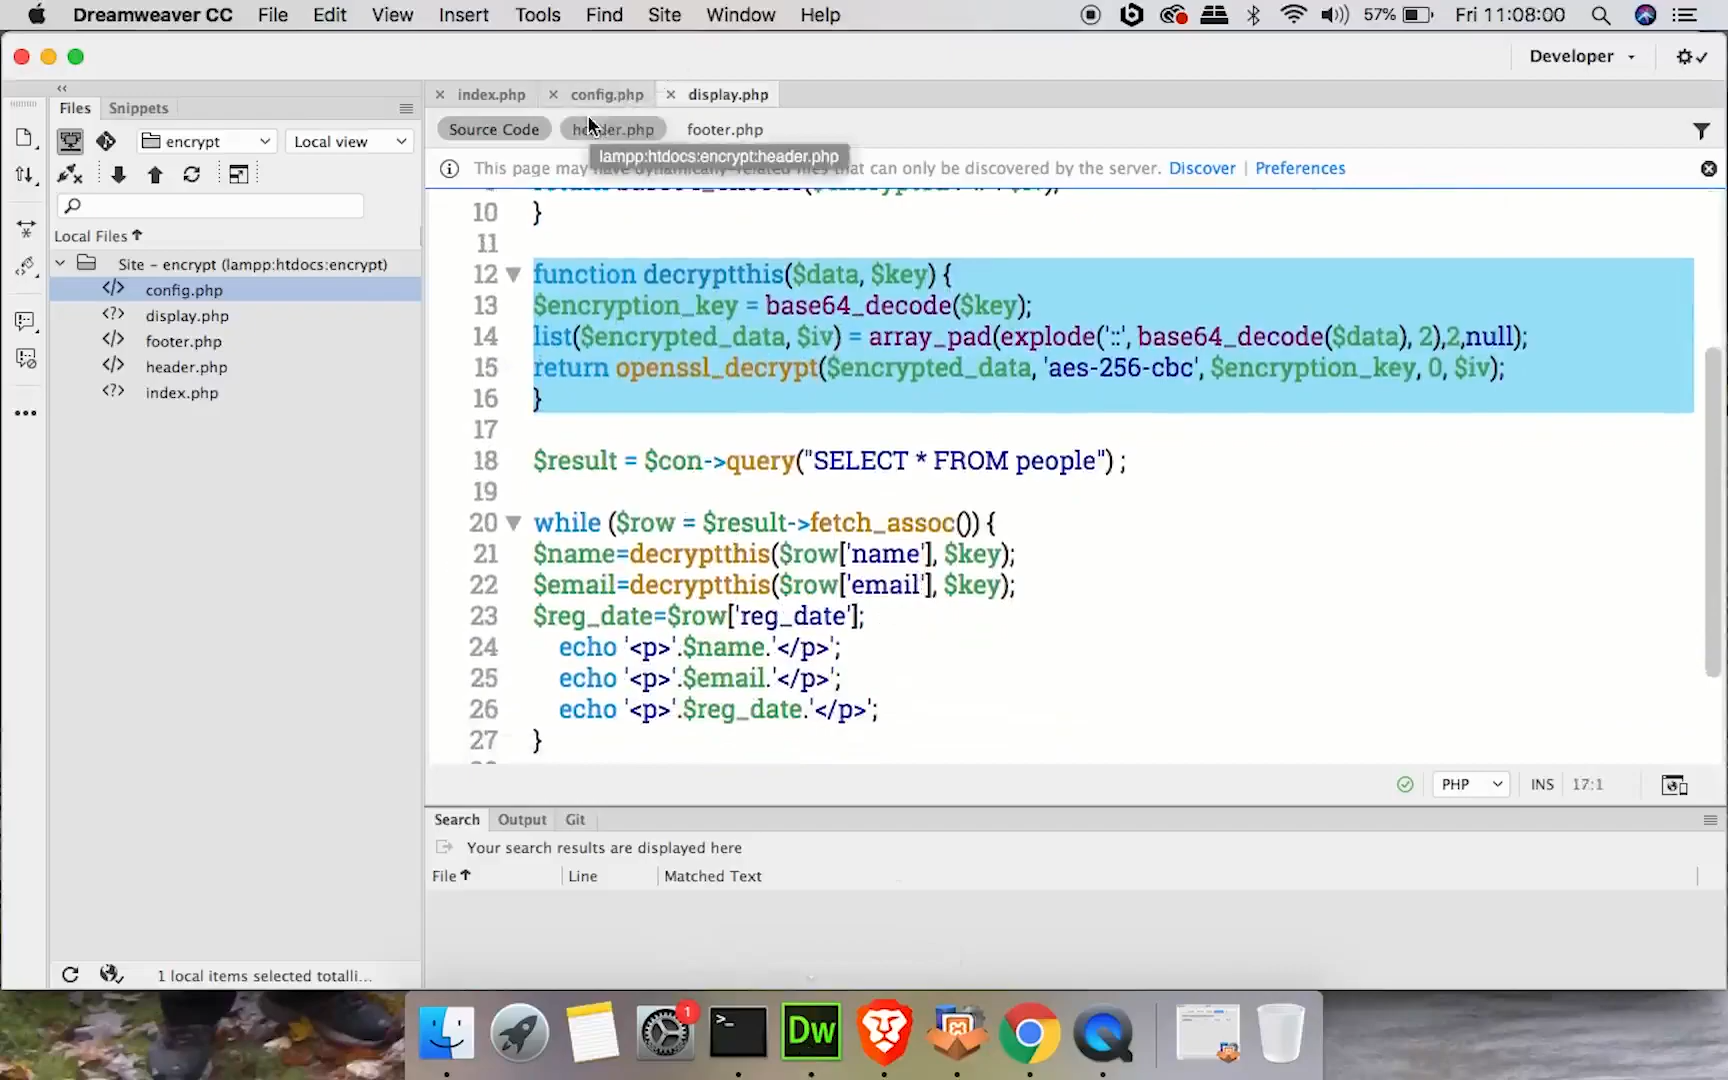 Dreamweaver CC File Edit View Insert Tools Find Site Window Help 57% Fri 11:08:00
Developer
Files Snippets
index.php config.php display.php
Source Code header.php footer.php
encrypt Local view
lampp:htdocs:encrypt:header.php
This page may have dynamically-related files that can only be discovered by the server. Discover | Preferences
Local Files
Site – encrypt (lampp:htdocs:encrypt)
config.php
display.php
footer.php
header.php
index.php
10 }
11
12 function decryptthis($data, $key) {
13 $encryption_key = base64_decode($key);
14 list($encrypted_data, $iv) = array_pad(explode('::', base64_decode($data), 2),2,null);
15 return openssl_decrypt($encrypted_data, 'aes-256-cbc', $encryption_key, 0, $iv);
16 }
17
18 $result = $con->query("SELECT * FROM people") ;
19
20 while ($row = $result->fetch_assoc()) {
21 $name=decryptthis($row['name'], $key);
22 $email=decryptthis($row['email'], $key);
23 $reg_date=$row['reg_date'];
24 echo '<p>'.$name.'</p>';
25 echo '<p>'.$email.'</p>';
26 echo '<p>'.$reg_date.'</p>';
27 }
PHP INS 17:1
Search Output Git
Your search results are displayed here
File Line Matched Text
1 local items selected totalli...
1
Dw